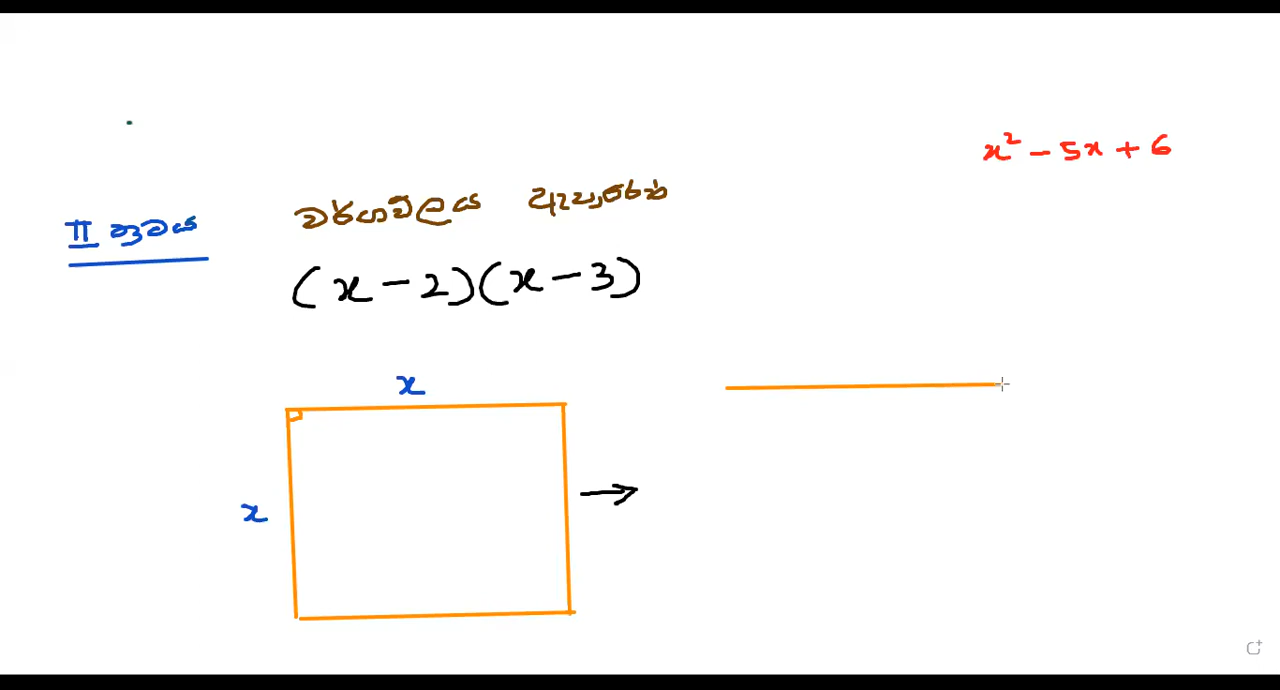 x² - 5x + 6
II ක්‍රමය වර්ගඵලය ඇසුරෙන්
(x - 2)(x - 3)
x
x